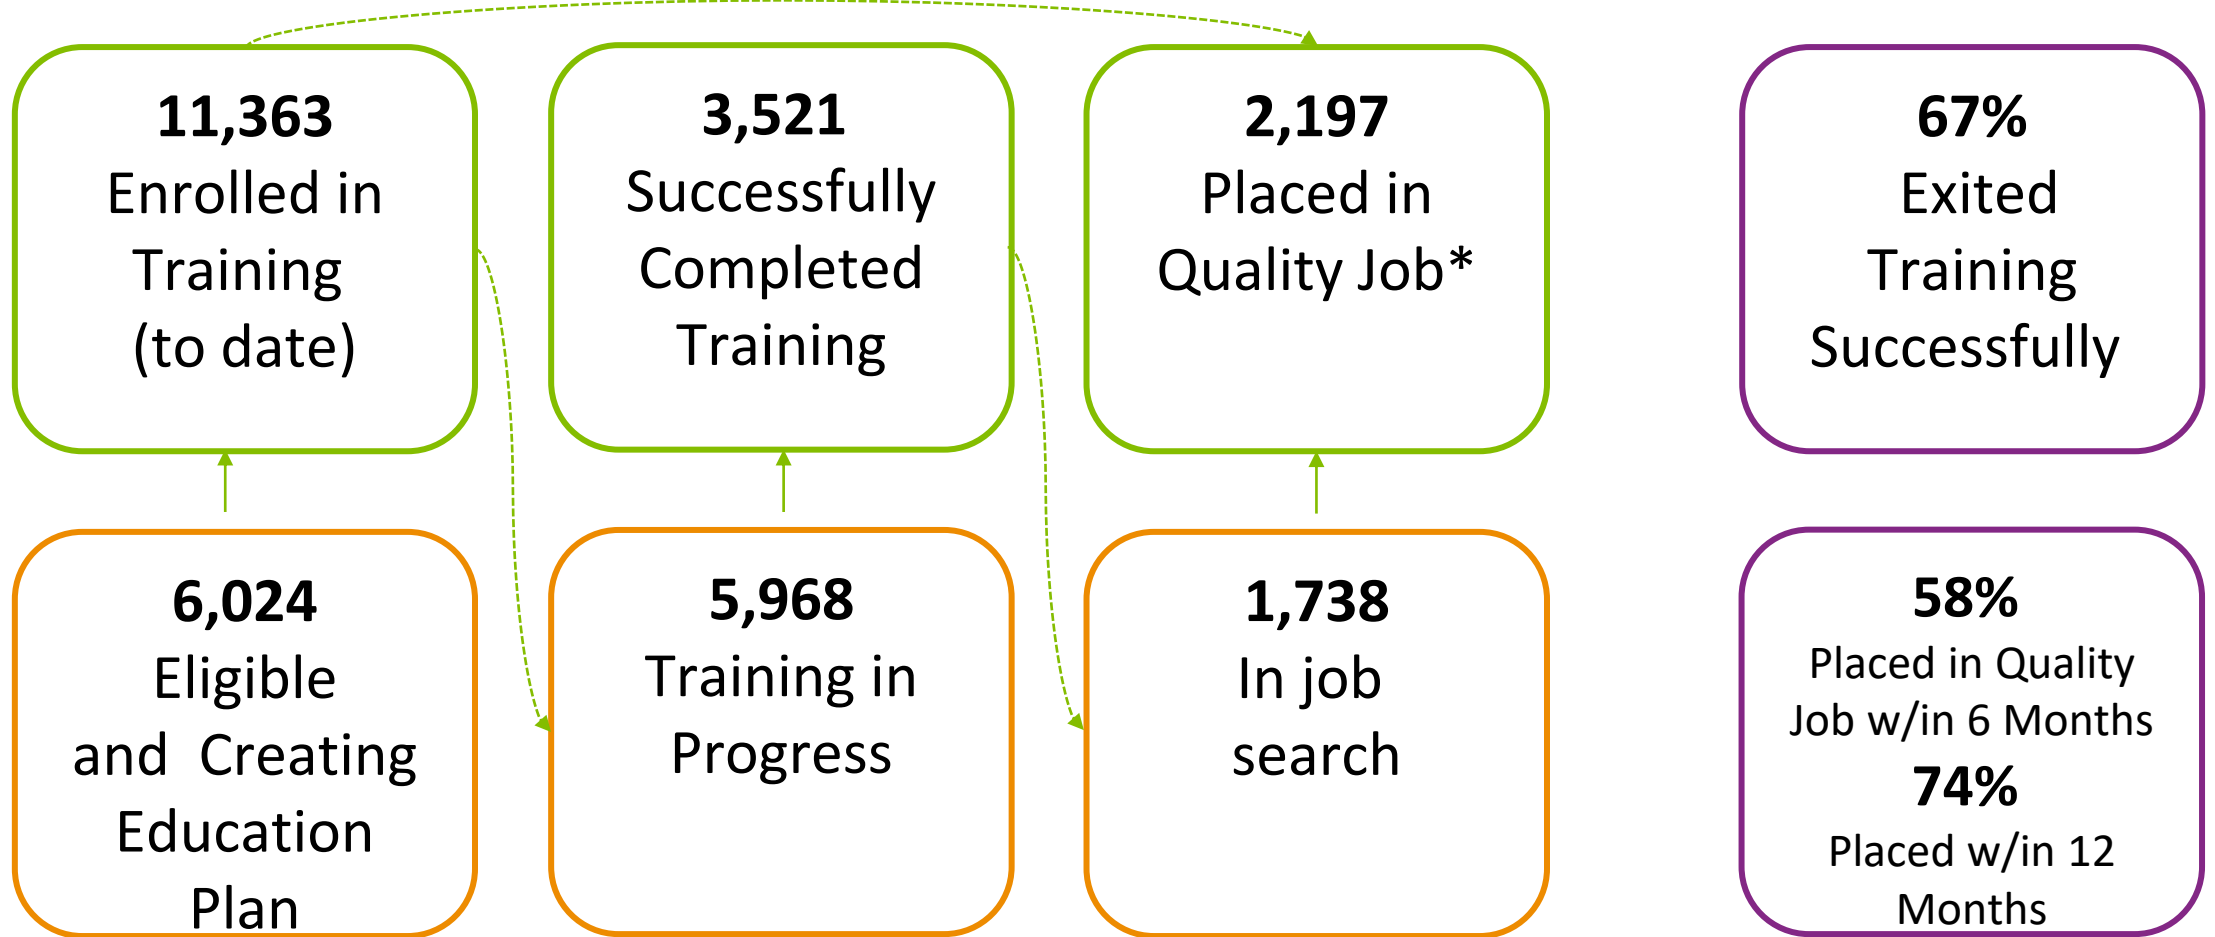 11,363
Enrolled in
Training
(to date)
3,521
Successfully
Completed
Training
2,197
Placed in
Quality Job*
67%
Exited
Training
Successfully
6,024
Eligible
and Creating
Education
Plan
5,968
Training in
Progress
1,738
In job
search
58%
Placed in Quality
Job w/in 6 Months
74%
Placed w/in 12
Months